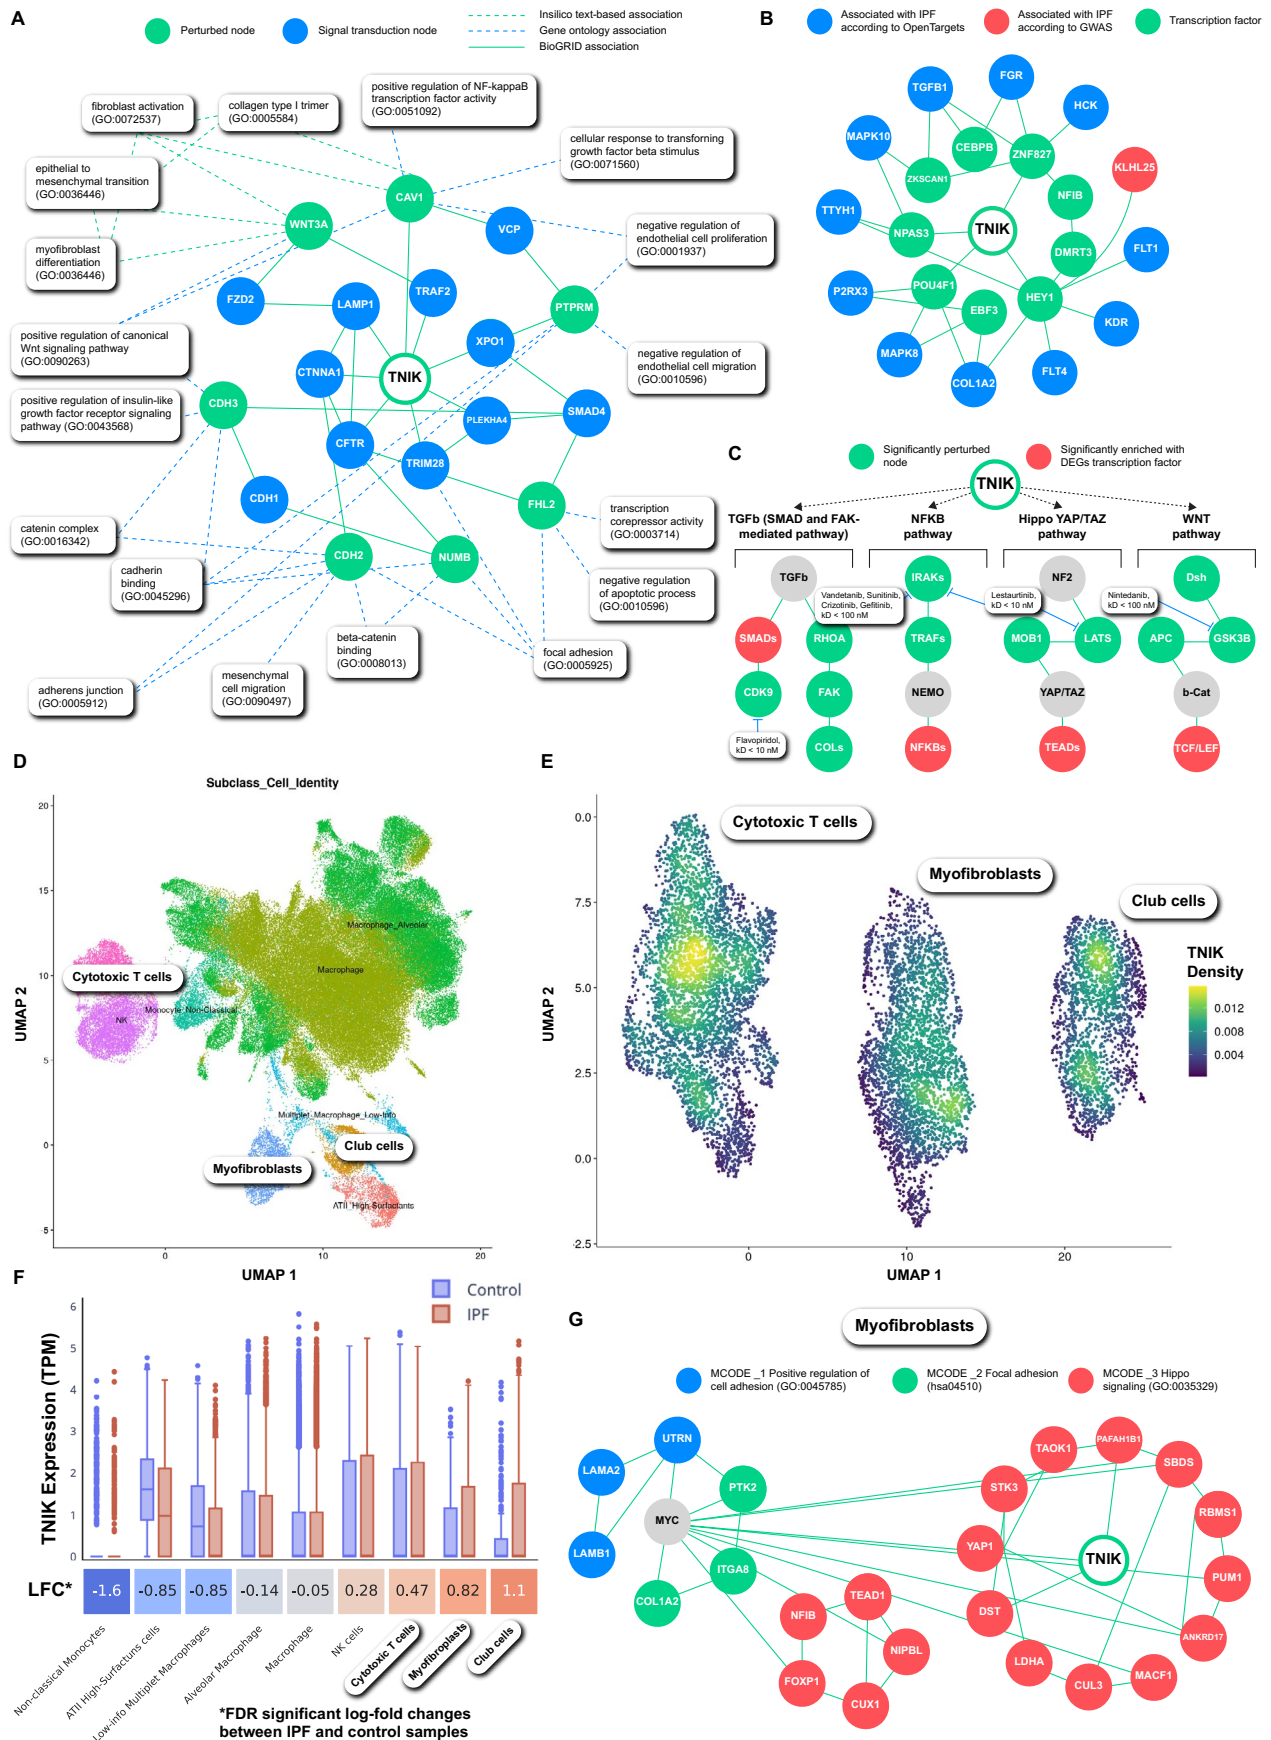 A
Perturbed node
Signal transduction node
Insilico text-based association
Gene ontology association
BioGRID association
fibroblast activation
(GO:0072537)
collagen type I trimer
(GO:0005584)
positive regulation of NF-kappaB
transcription factor activity
(GO:0051092)
cellular response to transforning
growth factor beta stimulus
(GO:0071560)
epithelial to
mesenchymal transition
(GO:0036446)
myofibroblast
differentiation
(GO:0036446)
negative regulation of
endothelial cell proliferation
(GO:0001937)
positive regulation of canonical
Wnt signaling pathway
(GO:0090263)
negative regulation of
endothelial cell migration
(GO:0010596)
positive regulation of insulin-like
growth factor receptor signaling
pathway (GO:0043568)
catenin complex
(GO:0016342)
cadherin
binding
(GO:0045296)
transcription
corepressor activity
(GO:0003714)
negative regulation
of apoptotic process
(GO:0010596)
beta-catenin
binding
(GO:0008013)
focal adhesion
(GO:0005925)
mesenchymal
cell migration
(GO:0090497)
adherens junction
(GO:0005912)
CAV1
WNT3A
VCP
FZD2
LAMP1
TRAF2
PTPRM
XPO1
CTNNA1
TNIK
CDH3
PLEKHA4
SMAD4
CFTR
TRIM28
CDH1
FHL2
CDH2
NUMB
B
Associated with IPF
according to OpenTargets
Associated with IPF
according to GWAS
Transcription factor
TGFB1
FGR
HCK
MAPK10
CEBPB
ZNF827
KLHL25
ZKSCAN1
NFIB
TTYH1
NPAS3
TNIK
DMRT3
FLT1
P2RX3
POU4F1
HEY1
EBF3
KDR
MAPK8
COL1A2
FLT4
C
Significantly perturbed
node
Significantly enriched with
DEGs transcription factor
TNIK
TGFb (SMAD and FAK-
mediated pathway)
NFKB
pathway
Hippo YAP/TAZ
pathway
WNT
pathway
TGFb
IRAKs
NF2
Dsh
Vandetanib, Sunitinib,
Crizotinib, Gefitinib,
kD < 100 nM
Lestaurtinib,
kD < 10 nM
Nintedanib,
kD < 100 nM
SMADs
RHOA
TRAFs
MOB1
LATS
APC
GSK3B
CDK9
FAK
NEMO
YAP/TAZ
b-Cat
Flavopiridol,
kD < 10 nM
COLs
NFKBs
TEADs
TCF/LEF
D
Subclass_Cell_Identity
20
15
10
5
0
-5
UMAP 2
0
10
20
UMAP 1
Macrophage_Alveolar
Macrophage
Cytotoxic T cells
NK
Monocyte_Non-Classical
Multiplet_Macrophage_Low-Info
Club cells
Myofibroblasts
ATII_High-Surfactants
E
0.0
7.5
5.0
2.5
0.0
-2.5
UMAP 2
0
10
20
UMAP 1
Cytotoxic T cells
Myofibroblasts
Club cells
TNIK
Density
0.012
0.008
0.004
F
Control
IPF
TNIK Expression (TPM)
6
5
4
3
2
1
0
LFC*
-1.6
-0.85
-0.85
-0.14
-0.05
0.28
0.47
0.82
1.1
Non-classical Monocytes
ATII High-Surfactuns cells
Low-info Multiplet Macrophages
Alveolar Macrophage
Macrophage
NK cells
Cytotoxic T cells
Myofibroplasts
Club cells
*FDR significant log-fold changes
between IPF and control samples
G
Myofibroblasts
MCODE _1 Positive regulation of
cell adhesion (GO:0045785)
MCODE _2 Focal adhesion
(hsa04510)
MCODE _3 Hippo
signaling (GO:0035329)
UTRN
LAMA2
PTK2
MYC
LAMB1
ITGA8
COL1A2
TAOK1
PAFAH1B1
SBDS
STK3
RBMS1
YAP1
TNIK
PUM1
TEAD1
NFIB
DST
ANKRD17
NIPBL
LDHA
MACF1
FOXP1
CUL3
CUX1